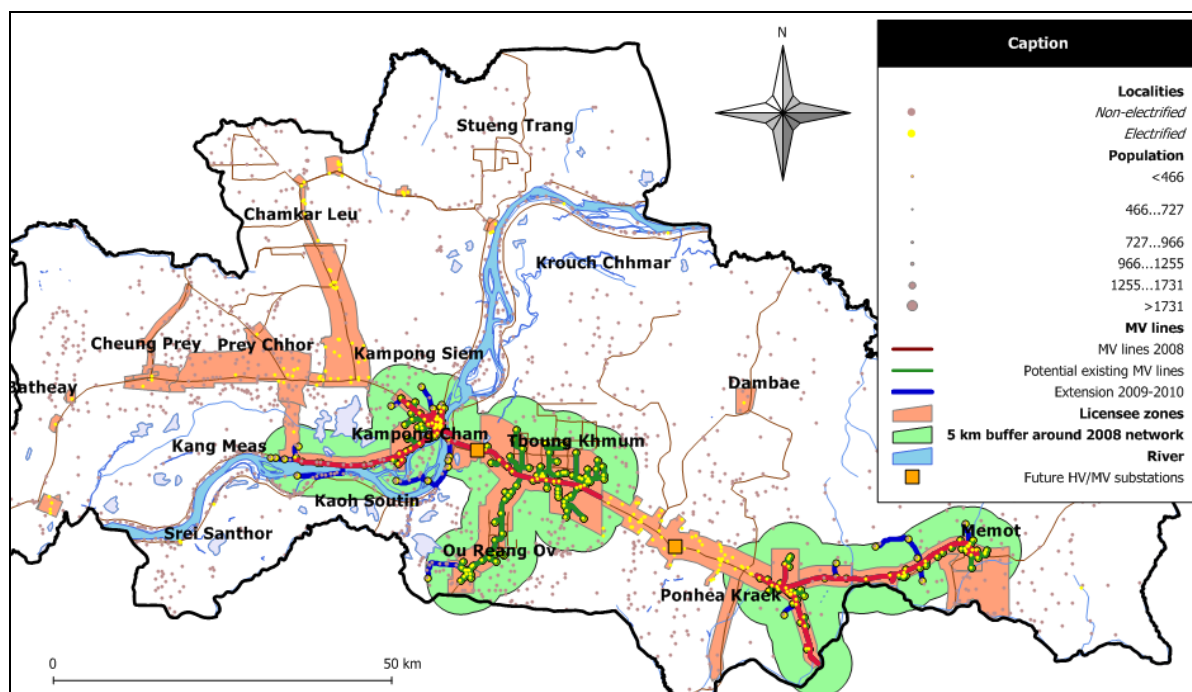 N
Caption
Localities
Non-electrified
Electrified
Population
<466
466...727
727...966
966...1255
1255...1731
>1731
MV lines
MV lines 2008
Potential existing MV lines
Extension 2009-2010
Licensee zones
5 km buffer around 2008 network
River
Future HV/MV substations
Stueng Trang
Chamkar Leu
Krouch Chhmar
Cheung Prey
Prey Chhor
Kampong Siem
Batheay
Dambae
Kang Meas
Kampong Cham
Tboung Khmum
Kaoh Soutin
Srei Santhor
Ou Reang Ov
Memot
Ponhea Kraek
0
50 km